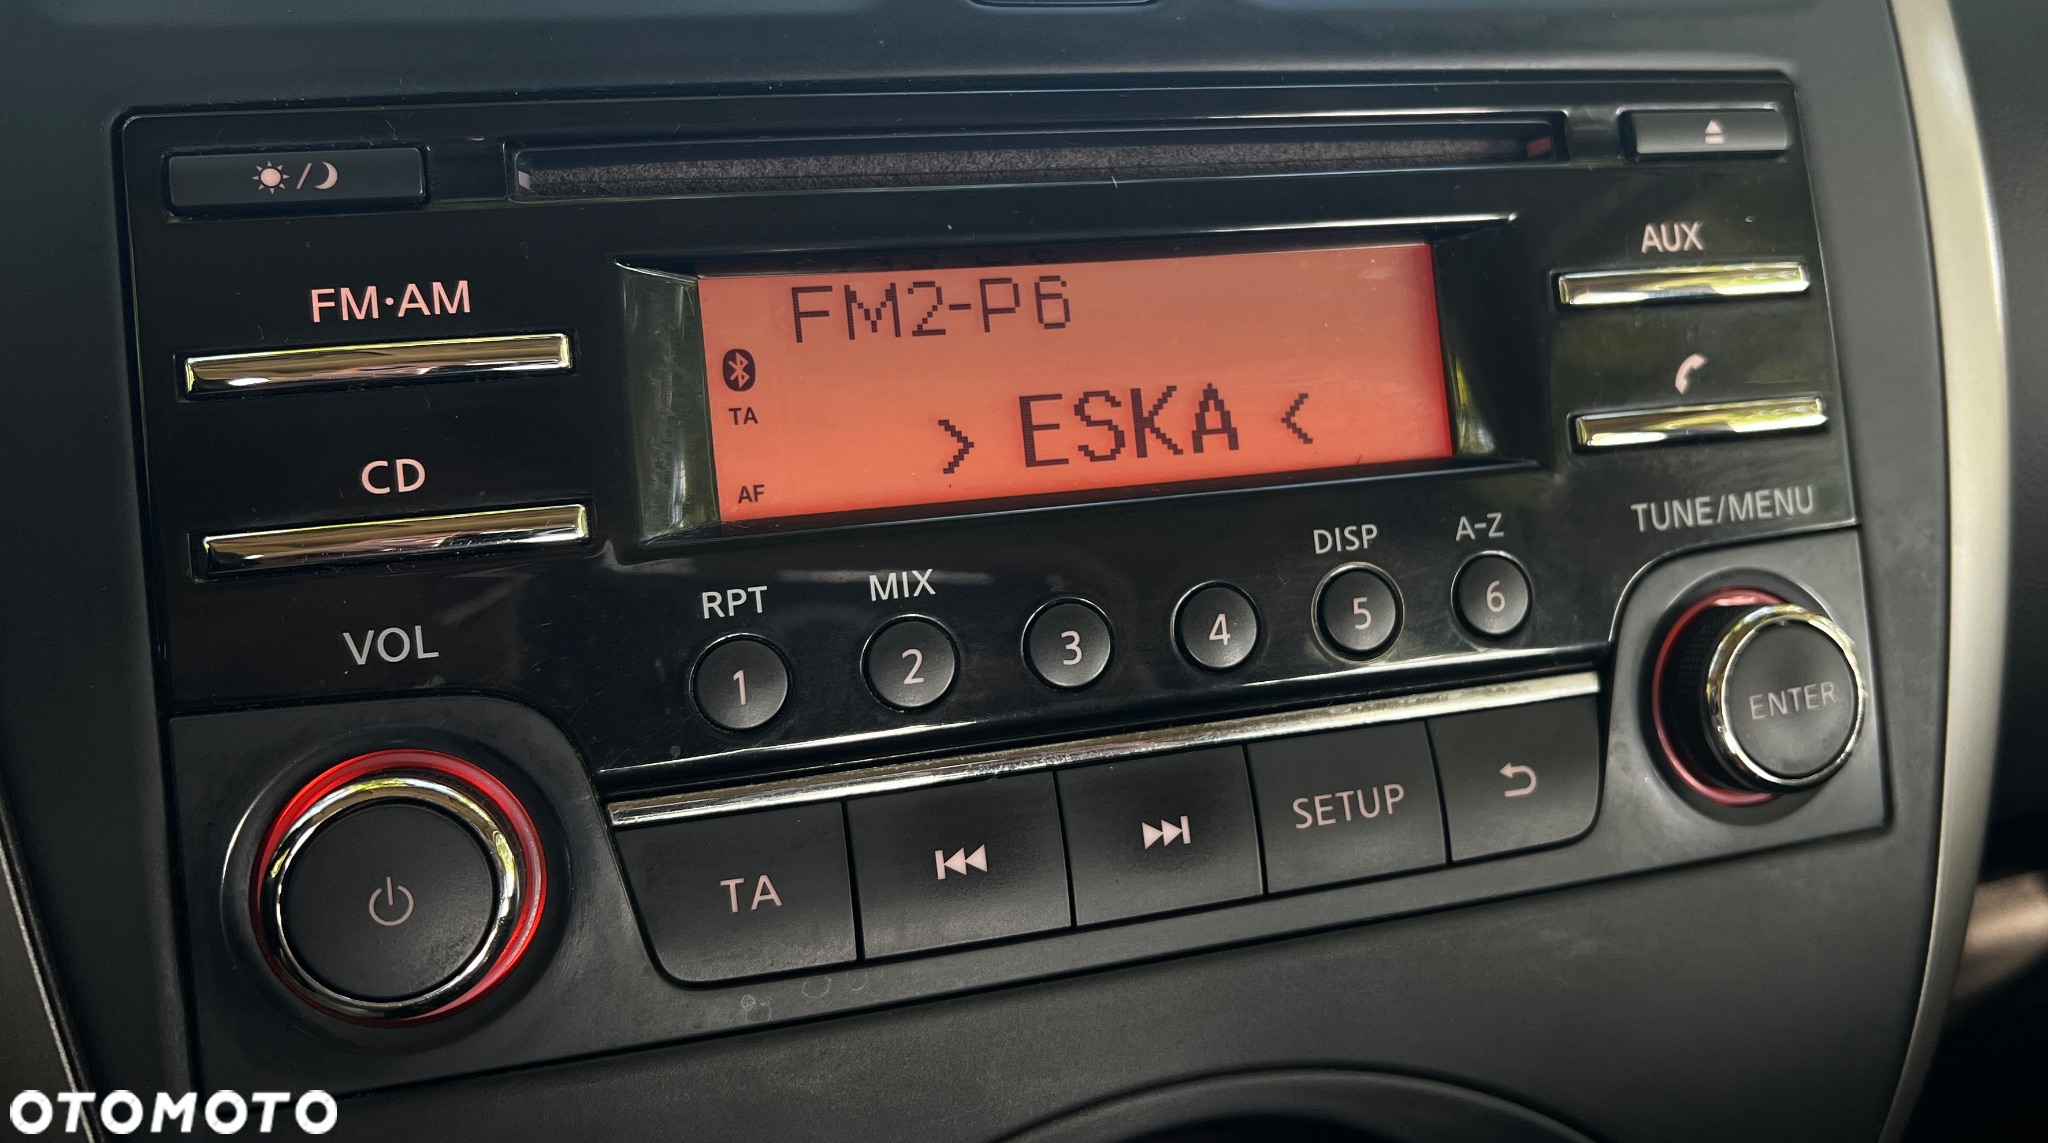 AUX
FM·AM
FM2-P6
TA
> ESKA <
CD
AF
TUNE/MENU
DISP
A-Z
RPT
MIX
VOL
1
2
3
4
5
6
ENTER
TA
SETUP
OTOMOTO